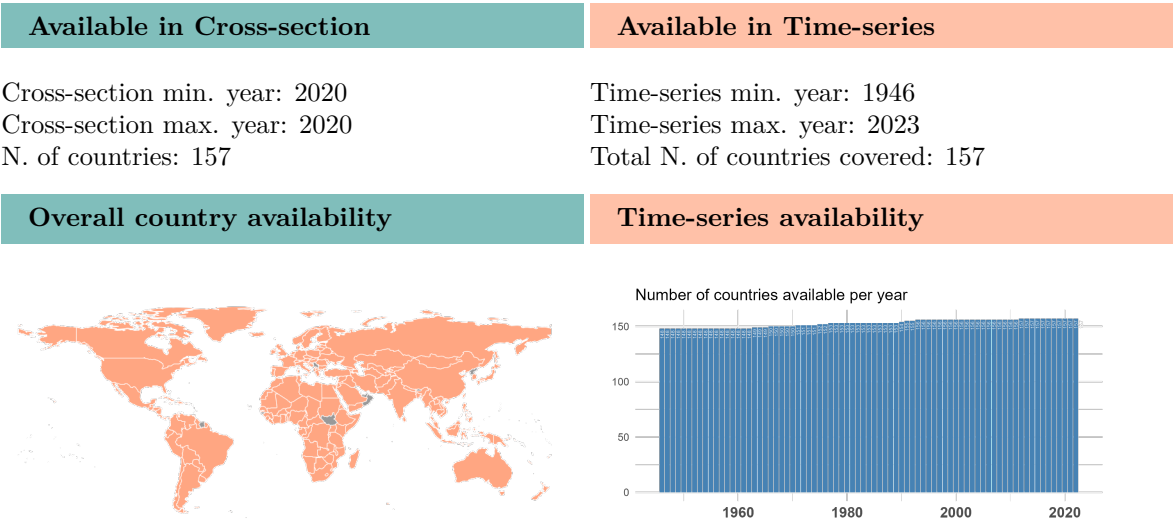 Available in Cross-section
Available in Time-series
Cross-section min. year: 2020
Cross-section max. year: 2020
N. of countries: 157
Time-series min. year: 1946
Time-series max. year: 2023
Total N. of countries covered: 157
Overall country availability
Time-series availability
Number of countries available per year
150
100
50
0
1960
1980
2000
2020